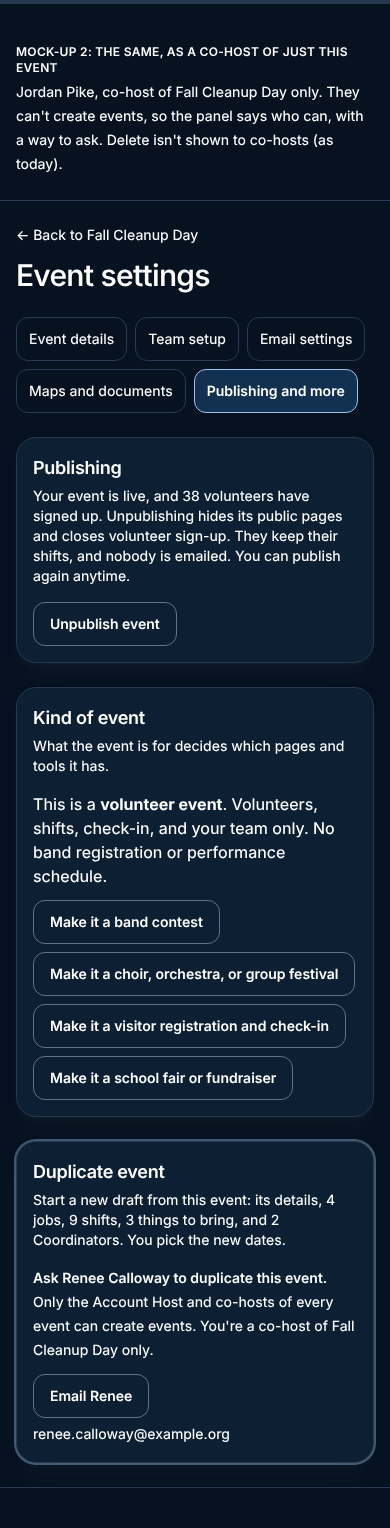 MOCK-UP 2: THE SAME, AS A CO-HOST OF JUST THIS
EVENT
Jordan Pike, co-host of Fall Cleanup Day only. They
can't create events, so the panel says who can, with
a way to ask. Delete isn't shown to co-hosts (as
today).
← Back to Fall Cleanup Day
Event settings
Event details
Team setup
Email settings
Maps and documents
Publishing and more
Publishing
Your event is live, and 38 volunteers have
signed up. Unpublishing hides its public pages
and closes volunteer sign-up. They keep their
shifts, and nobody is emailed. You can publish
again anytime.
Unpublish event
Kind of event
What the event is for decides which pages and
tools it has.
This is a volunteer event. Volunteers,
shifts, check-in, and your team only. No
band registration or performance
schedule.
Make it a band contest
Make it a choir, orchestra, or group festival
Make it a visitor registration and check-in
Make it a school fair or fundraiser
Duplicate event
Start a new draft from this event: its details, 4
jobs, 9 shifts, 3 things to bring, and 2
Coordinators. You pick the new dates.
Ask Renee Calloway to duplicate this event.
Only the Account Host and co-hosts of every
event can create events. You're a co-host of Fall
Cleanup Day only.
Email Renee
renee.calloway@example.org